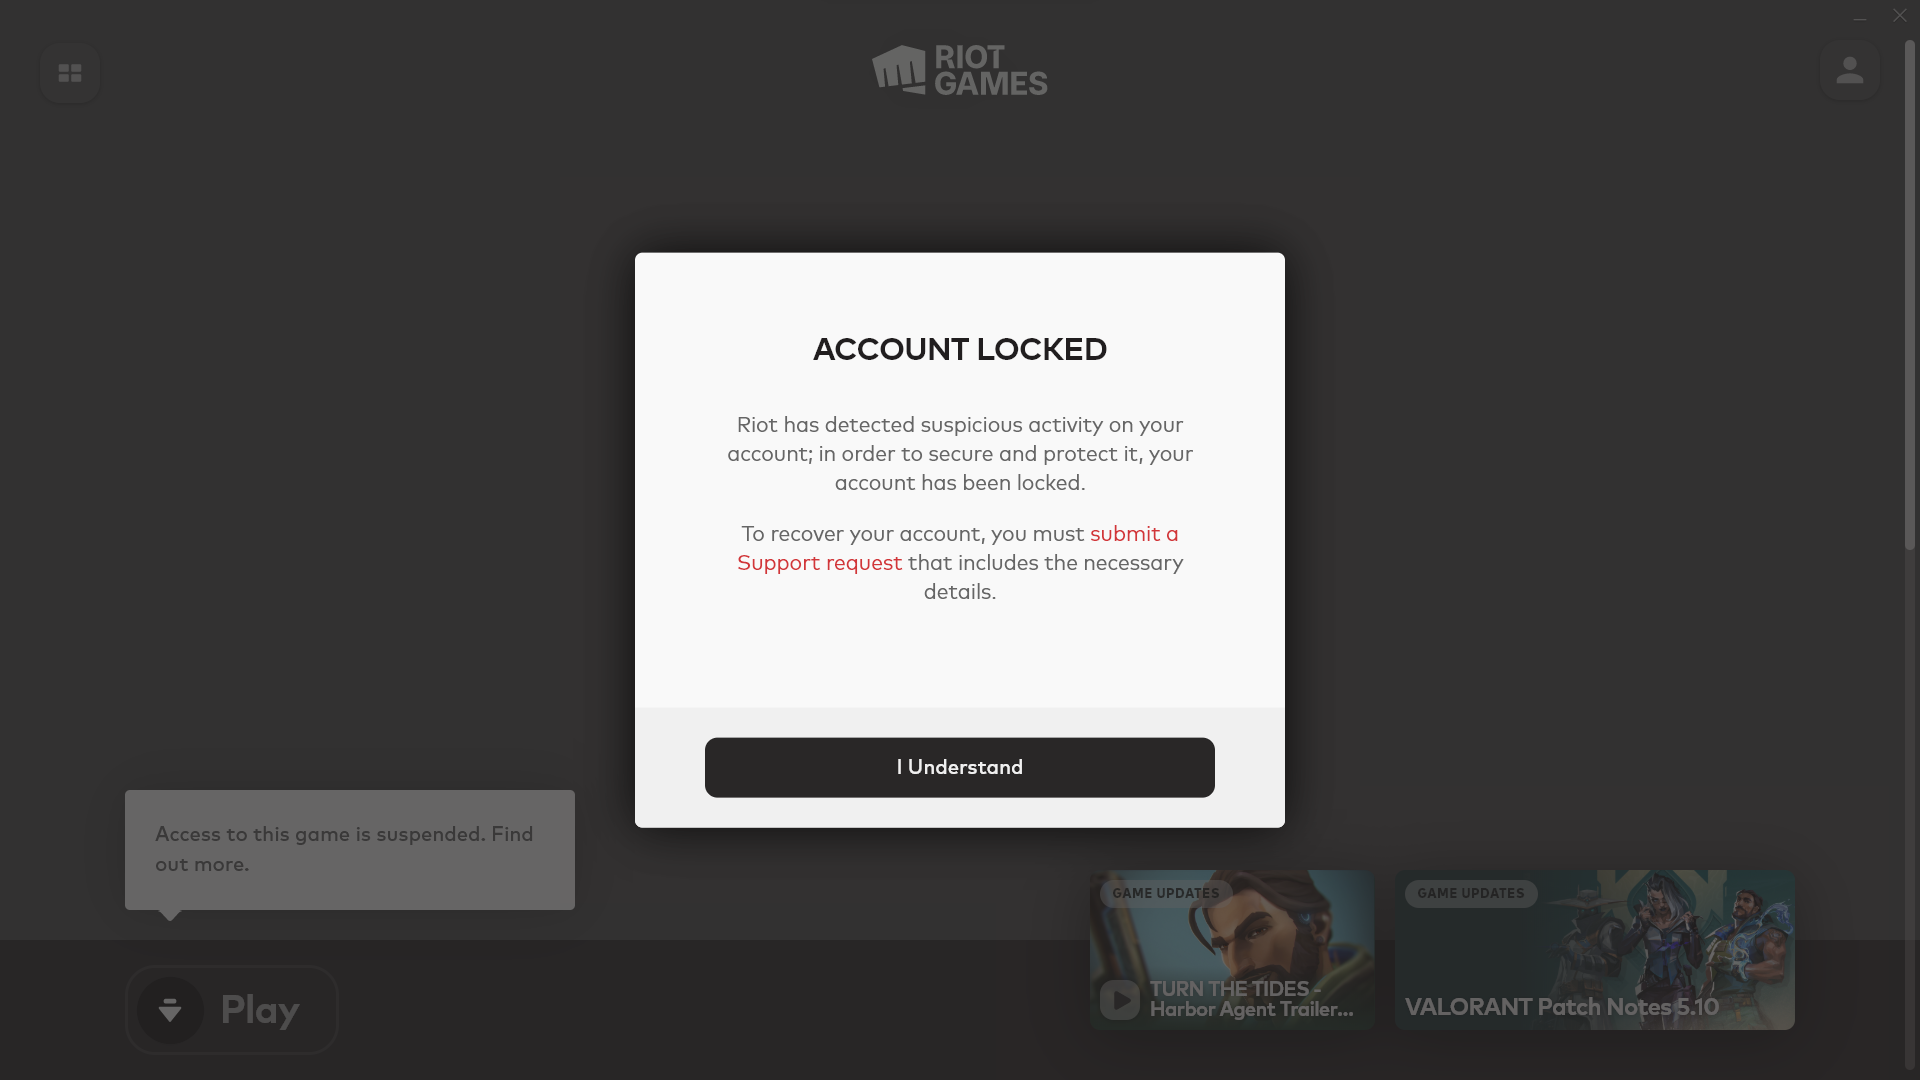 RIOT
GAMES
ACCOUNT LOCKED
Riot has detected suspicious activity on your
account; in order to secure and protect it, your
account has been locked.
To recover your account, you must submit a
Support request that includes the necessary
details.
I Understand
Access to this game is suspended. Find
out more.
Play
GAME UPDATES
TURN THE TIDES -
Harbor Agent Trailer...
GAME UPDATES
VALORANT Patch Notes 5.10